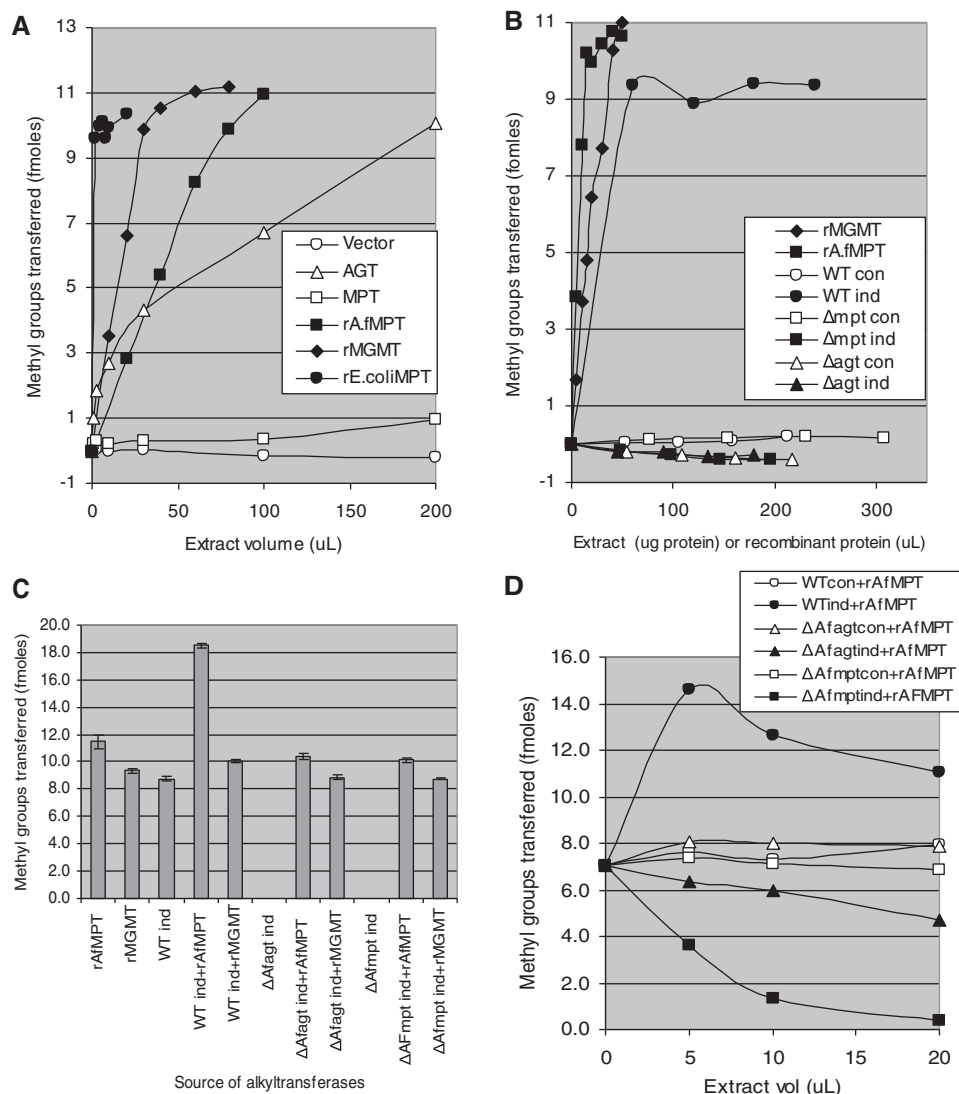 A
Methyl groups transferred (fmoles)
13
11
9
7
5
3
1
-1
0
50
100
150
200
Extract volume (uL)
Vector
AGT
MPT
rA.fMPT
rMGMT
rE.coliMPT
B
Methyl groups transferred (fomles)
11
9
7
5
3
1
-1
0
100
200
300
Extract (ug protein) or recombinant protein (uL)
rMGMT
rA.fMPT
WT con
WT ind
Δmpt con
Δmpt ind
Δagt con
Δagt ind
C
Methyl groups transferred (fmoles)
20.0
18.0
16.0
14.0
12.0
10.0
8.0
6.0
4.0
2.0
0.0
rAfMPT
rMGMT
WT ind
WT ind+rAfMPT
WT ind+rMGMT
ΔAfagt ind
ΔAfagt ind+rAfMPT
ΔAfagt ind+rMGMT
ΔAfmpt ind
ΔAFmpt ind+rAfMPT
ΔAfmpt ind+rMGMT
Source of alkyltransferases
D
WTcon+rAfMPT
WTind+rAfMPT
ΔAfagtcon+rAfMPT
ΔAfagtind+rAfMPT
ΔAfmptcon+rAfMPT
ΔAfmptind+rAFMPT
Methyl groups transferred (fmoles)
16.0
14.0
12.0
10.0
8.0
6.0
4.0
2.0
0.0
0
5
10
15
20
Extract vol (uL)